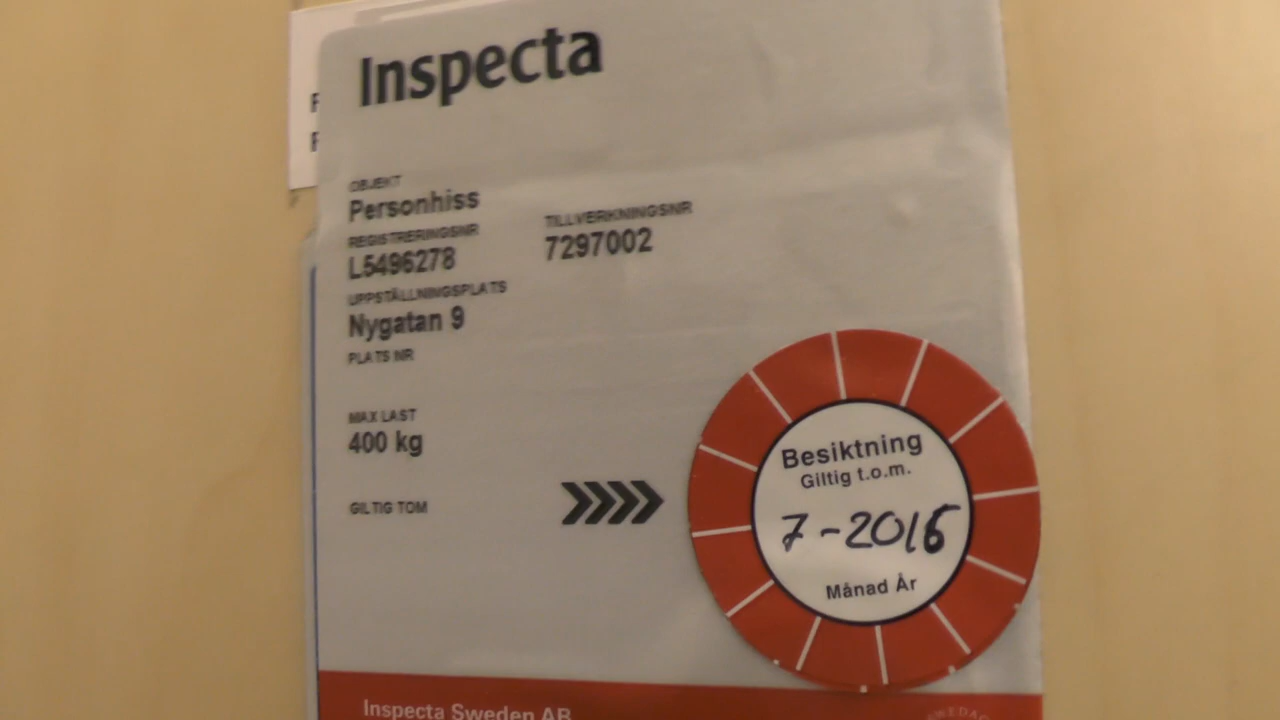 Inspecta
OBJEKT
Personhiss
REGISTRERINGSNR
TILLVERKNINGSNR
L5496278
7297002
UPPSTÄLLNINGSPLATS
Nygatan 9
PLATS NR
MAX LAST
400 kg
GILTIG TOM
Besiktning
Giltig t.o.m.
7-2016
Månad År
Inspecta Sweden AB